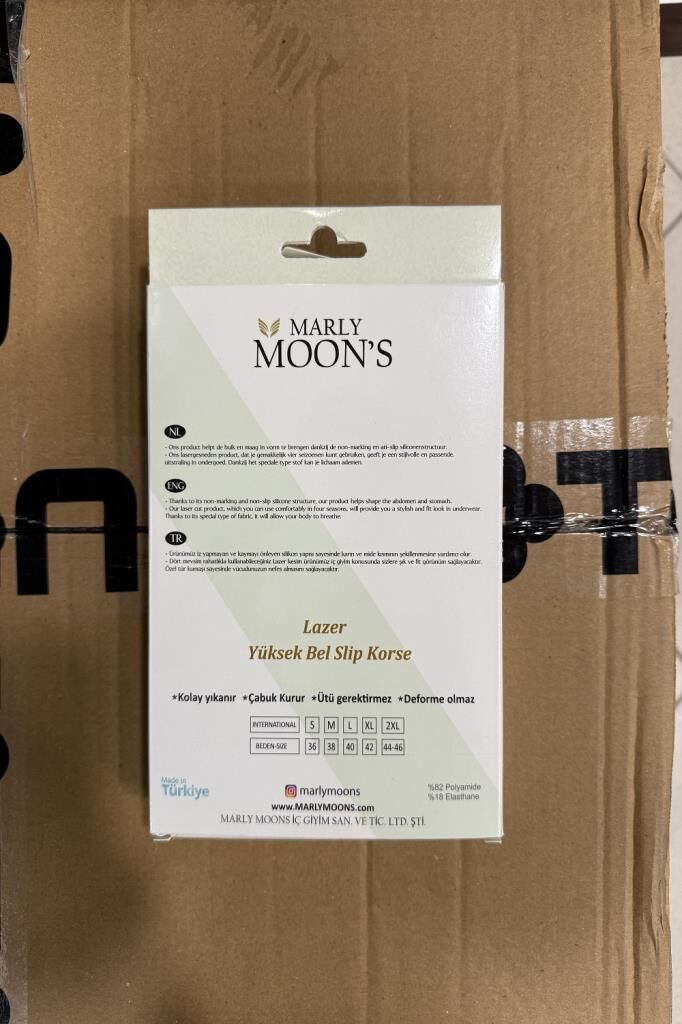 MARLY
MOON'S
NL
- Ons product helpt de buik en maag in vorm te brengen dankzij de non-marking en ati-slip siliconenstructuur.
- Ons lasergesneden product, dat je gemakkelijk vier seizoenen kunt gebruiken, geeft je een stijlvolle en passende.
uitstraling in ondergoed. Dankzij het speciale type stof kan je lichaam ademen.
ENG
- Thanks to its non-marking and non-slip silicone structure, our product helps shape the abdomen and stomach.
- Our laser cut product, which you can use comfortably in four seasons, will provide you a stylish and fit look in underwear.
Thanks to its special type of fabric, it will allow your body to breathe.
TR
- Ürünümüz iz yapmayan ve kaymayı önleyen silikon yapısı sayesinde karın ve mide kısmının şekillenmesine yardımcı olur.
- Dört mevsim rahatlıkla kullanabileceğiniz Lazer kesim ürünümüz iç giyim konusunda sizlere şık ve fit görünüm sağlayacaktır.
Özel tür kumaşı sayesinde vücudunuzun nefes almasını sağlayacaktır.
Lazer
Yüksek Bel Slip Korse
★Kolay yıkanır ★Çabuk Kurur ★Ütü gerektirmez ★Deforme olmaz
INTERNATIONAL S M L XL 2XL
BEDEN-SIZE 36 38 40 42 44-46
Made in
Türkiye
marlymoons
www.MARLYMOONS.com
%82 Polyamide
%18 Elasthane
MARLY MOONS İÇ GİYİM SAN. VE TİC. LTD. ŞTİ.